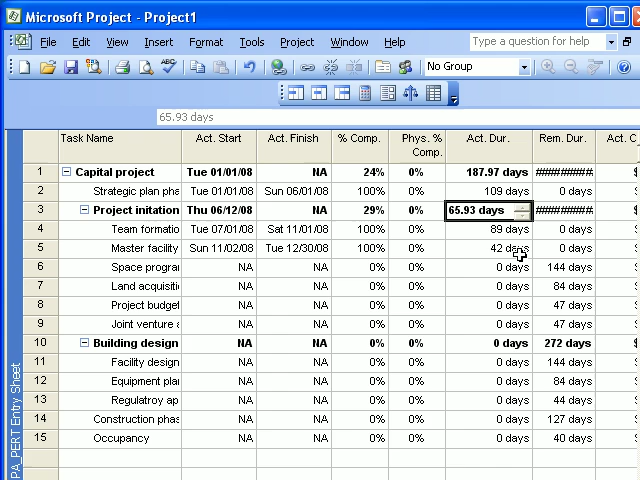 Microsoft Project - Project1
File Edit View Insert Format Tools Project Window Help Type a question for help
No Group
65.93 days
Task Name Act. Start Act. Finish % Comp. Phys. % Comp. Act. Dur. Rem. Dur. Act. C
1 Capital project Tue 01/01/08 NA 24% 0% 187.97 days #########
2 Strategic plan pha Tue 01/01/08 Sun 06/01/08 100% 0% 109 days 0 days
3 Project initation Thu 06/12/08 NA 29% 0% 65.93 days #########
4 Team formatio Tue 07/01/08 Sat 11/01/08 100% 0% 89 days 0 days
5 Master facility Sun 11/02/08 Tue 12/30/08 100% 0% 42 days 0 days
6 Space progra NA NA 0% 0% 0 days 144 days
7 Land acquisiti NA NA 0% 0% 0 days 84 days
8 Project budge NA NA 0% 0% 0 days 47 days
9 Joint venture a NA NA 0% 0% 0 days 47 days
10 Building design NA NA 0% 0% 0 days 272 days
11 Facility design NA NA 0% 0% 0 days 144 days
12 Equipment pla NA NA 0% 0% 0 days 84 days
13 Regulatroy ap NA NA 0% 0% 0 days 44 days
14 Construction phas NA NA 0% 0% 0 days 127 days
15 Occupancy NA NA 0% 0% 0 days 40 days
PA_PERT Entry Sheet